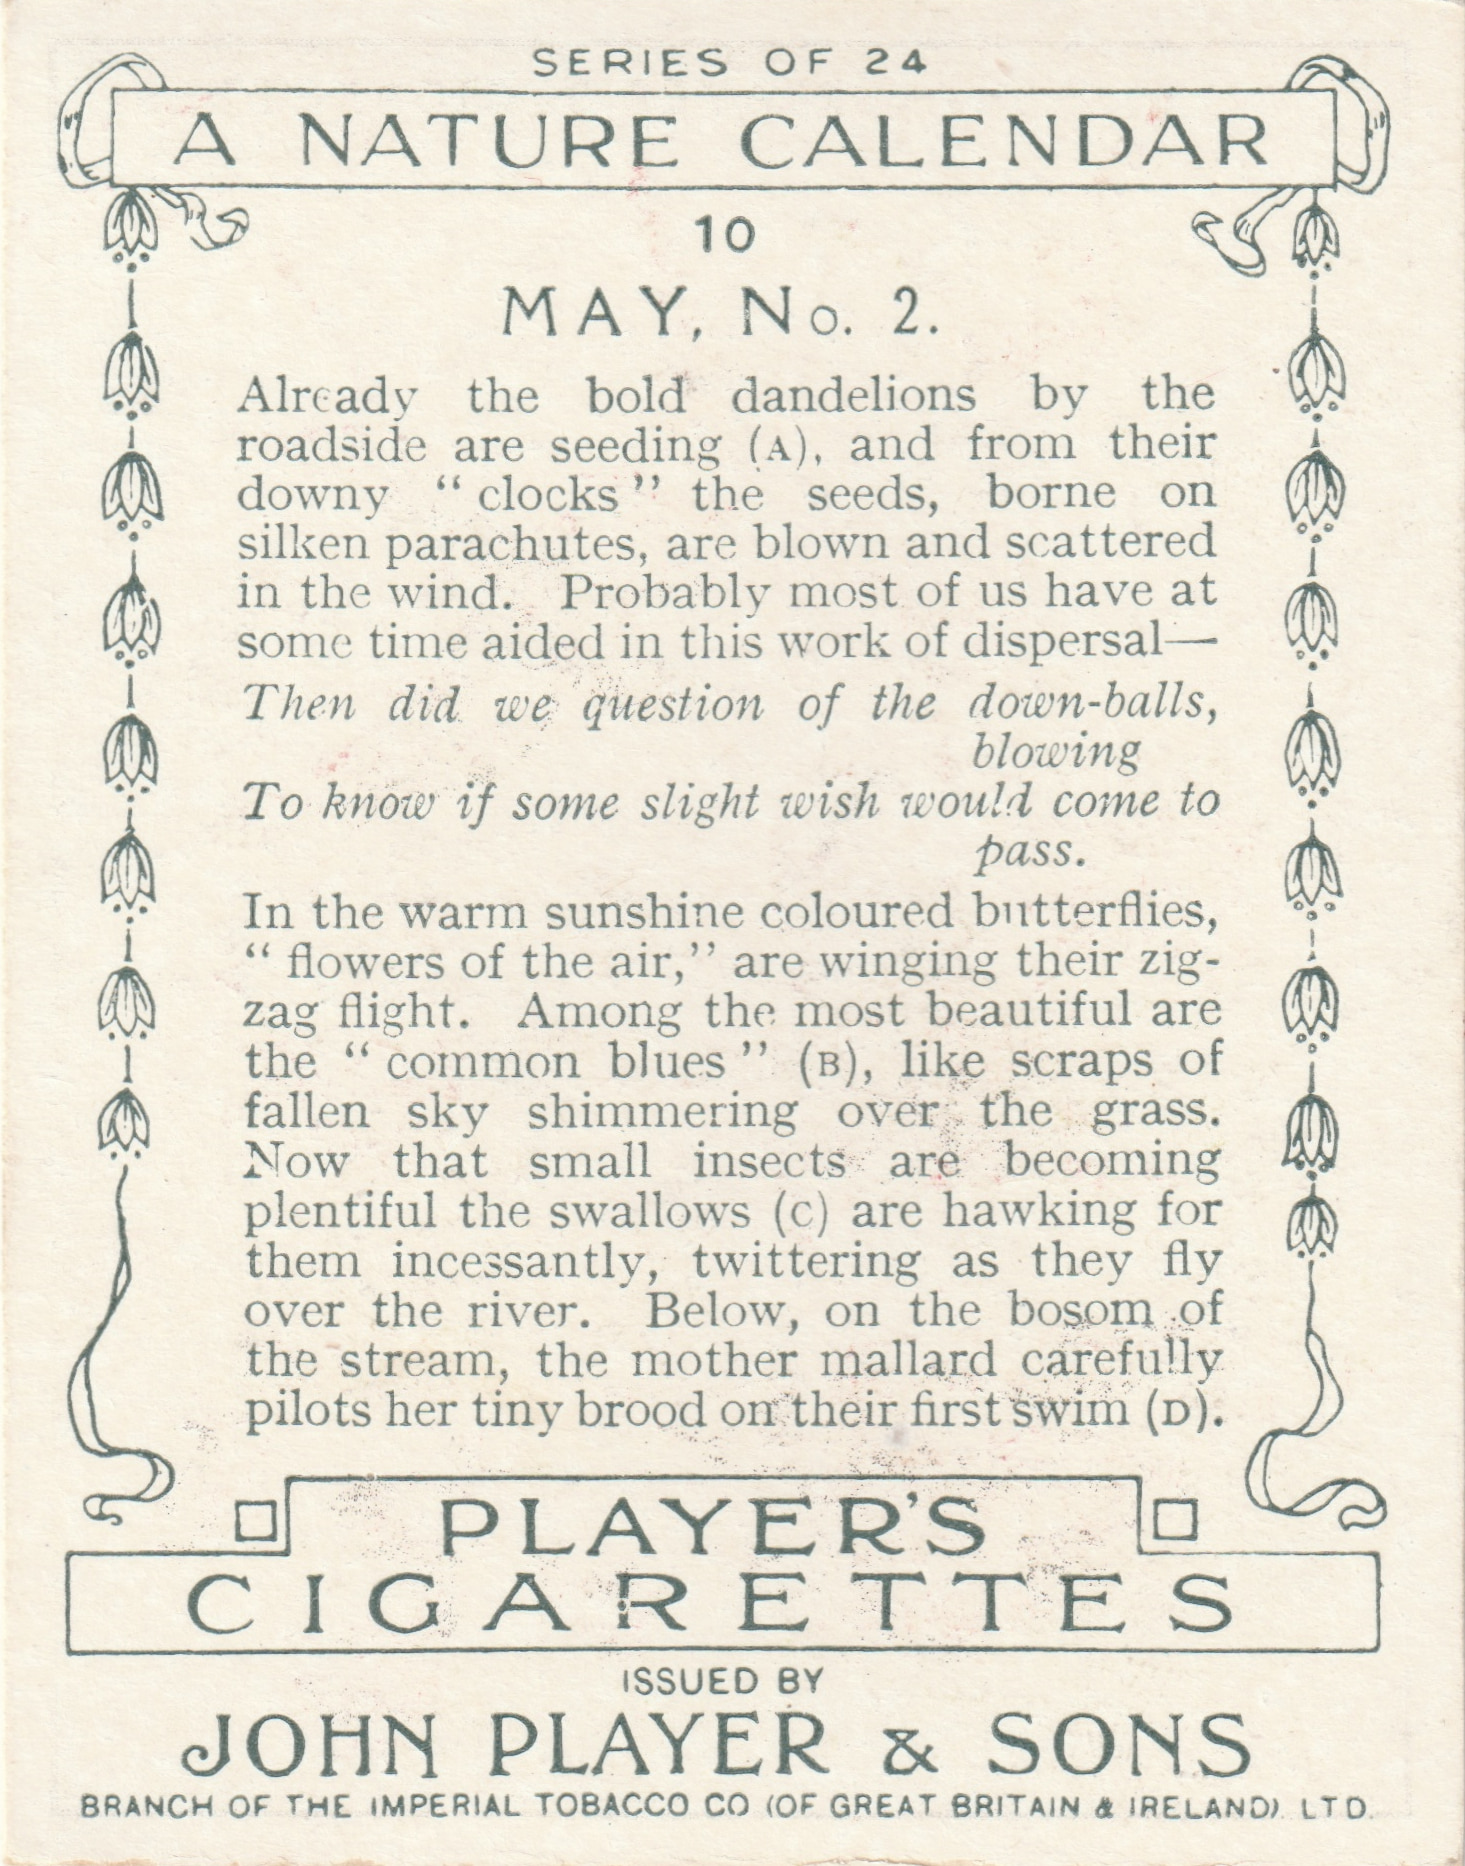 SERIES OF 24
A NATURE CALENDAR
10
MAY, No. 2.
Already the bold dandelions by the
roadside are seeding (A), and from their
downy “ clocks ” the seeds, borne on
silken parachutes, are blown and scattered
in the wind. Probably most of us have at
some time aided in this work of dispersal—
Then did we question of the down-balls,
blowing
To know if some slight wish would come to
pass.
In the warm sunshine coloured butterflies,
“ flowers of the air,” are winging their zig-
zag flight. Among the most beautiful are
the “ common blues ” (B), like scraps of
fallen sky shimmering over the grass.
Now that small insects are becoming
plentiful the swallows (C) are hawking for
them incessantly, twittering as they fly
over the river. Below, on the bosom of
the stream, the mother mallard carefully
pilots her tiny brood on their first swim (D).
PLAYER'S
CIGARETTES
ISSUED BY
JOHN PLAYER & SONS
BRANCH OF THE IMPERIAL TOBACCO CO (OF GREAT BRITAIN & IRELAND), LTD.